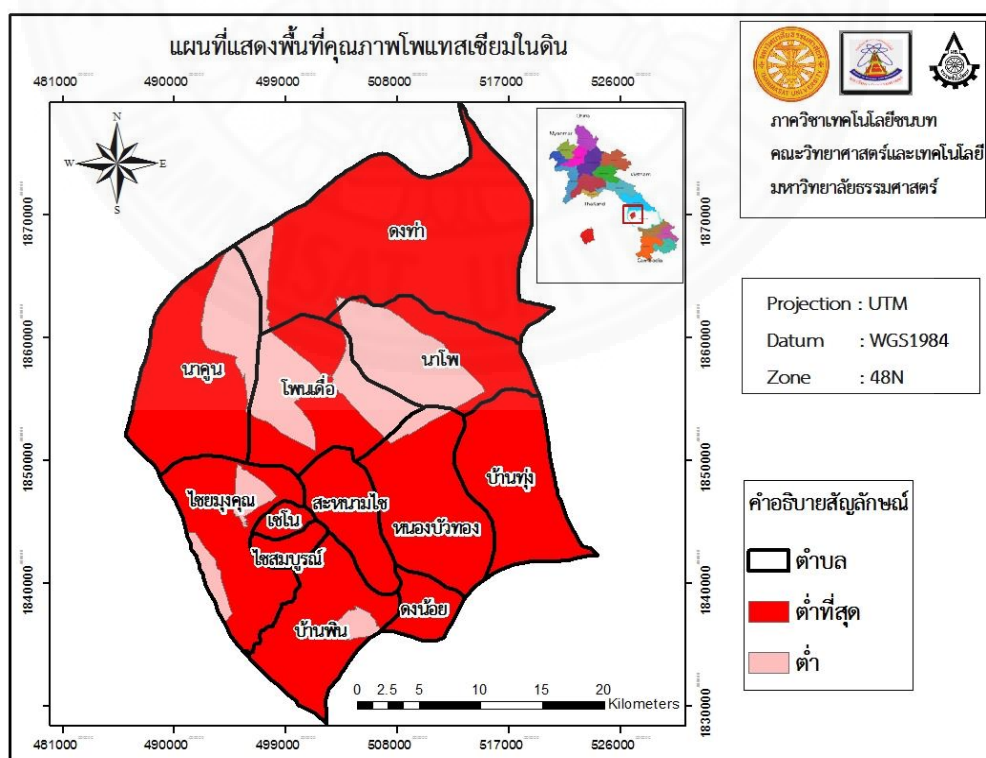 แผนที่แสดงพื้นที่คุณภาพโพแทสเซียมในดิน
481000 490000 499000 508000 517000 526000
N
W E
S
China
Myanmar
Vietnam
Thailand
Cambodia
1870000 1870000
1860000 1860000
1850000 1850000
1840000 1840000
1830000 1830000
ดงท่า
นาคูน
นาโพ
โพนเดื่อ
บ้านทุ่ง
ไชยมุงคุณ
สะหนามไช
เซโน
หนองบัวทอง
ไชสมบูรณ์
ดงน้อย
บ้านพิน
0 2.5 5 10 15 20
Kilometers
481000 490000 499000 508000 517000 526000
ภาควิชาเทคโนโลยีชนบท
คณะวิทยาศาสตร์และเทคโนโลยี
มหาวิทยาลัยธรรมศาสตร์
Projection : UTM
Datum : WGS1984
Zone : 48N
คำอธิบายสัญลักษณ์
ตำบล
ต่ำที่สุด
ต่ำ